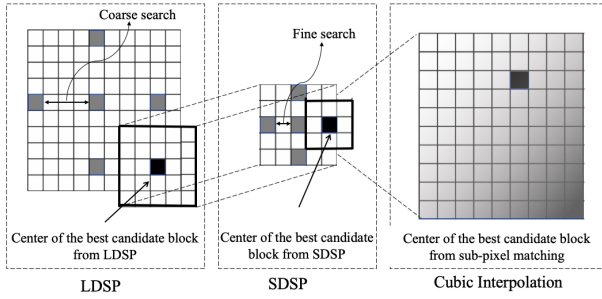 Coarse search
Fine search
Center of the best candidate block
from LDSP
Center of the best candidate
block from SDSP
Center of the best candidate block
from sub-pixel matching
LDSP
SDSP
Cubic Interpolation